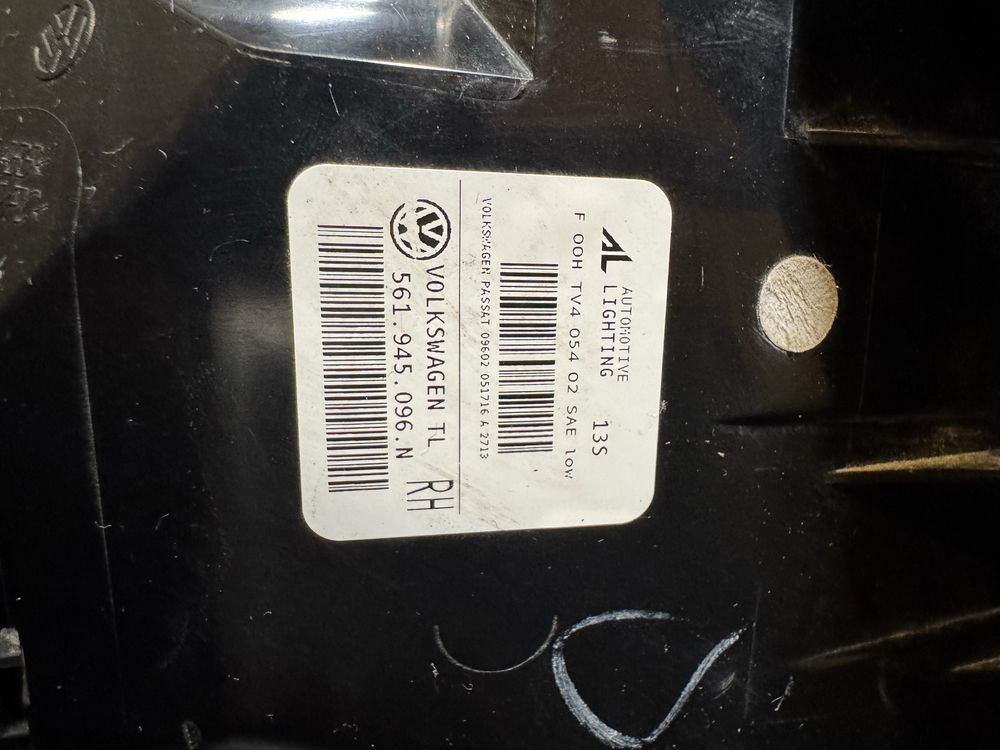 AL AUTOMOTIVE
LIGHTING 13S
F 00H TV4 054 02 SAE low
VOLKSWAGEN PASSAT 09602 051716 A 2713
VOLKSWAGEN TL RH
561.945.096.N